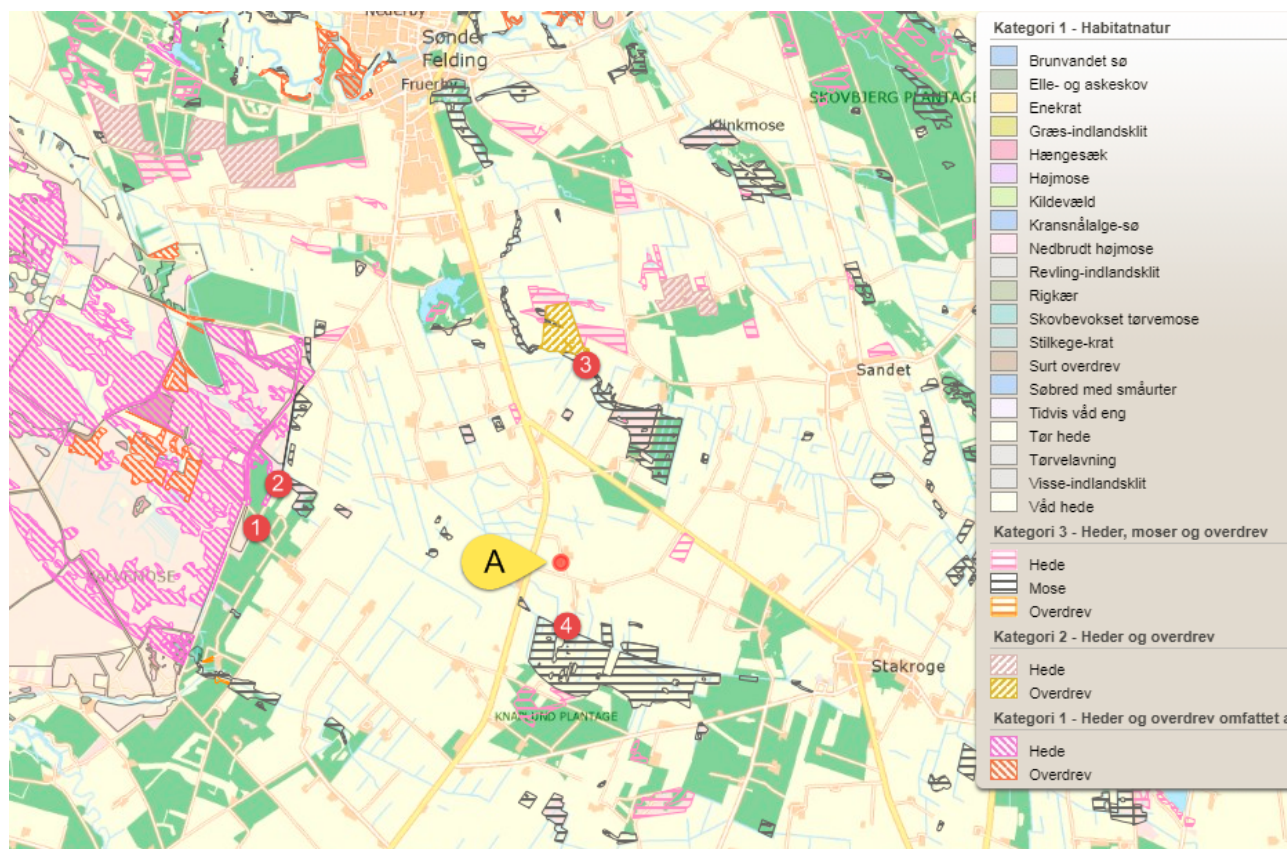 Nederby
Sønder
Felding
Fruerby
SKOVBJERG PLANTAGE
Klinkmose
Sandet
3
2
1
A
4
Stakroge
KNAPLUND PLANTAGE
Kategori 1 - Habitatnatur
Brunvandet sø
Elle- og askeskov
Enekrat
Græs-indlandsklit
Hængesæk
Højmose
Kildevæld
Kransnålalge-sø
Nedbrudt højmose
Revling-indlandsklit
Rigkær
Skovbevokset tørvemose
Stilkege-krat
Surt overdrev
Søbred med småurter
Tidvis våd eng
Tør hede
Tørvelavning
Visse-indlandsklit
Våd hede
Kategori 3 - Heder, moser og overdrev
Hede
Mose
Overdrev
Kategori 2 - Heder og overdrev
Hede
Overdrev
Kategori 1 - Heder og overdrev omfattet a
Hede
Overdrev